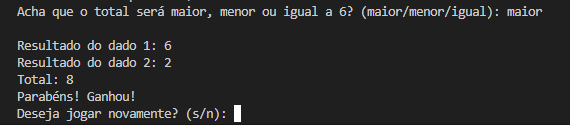 Acha que o total será maior, menor ou igual a 6? (maior/menor/igual): maior
Resultado do dado 1: 6
Resultado do dado 2: 2
Total: 8
Parabéns! Ganhou!
Deseja jogar novamente? (s/n):